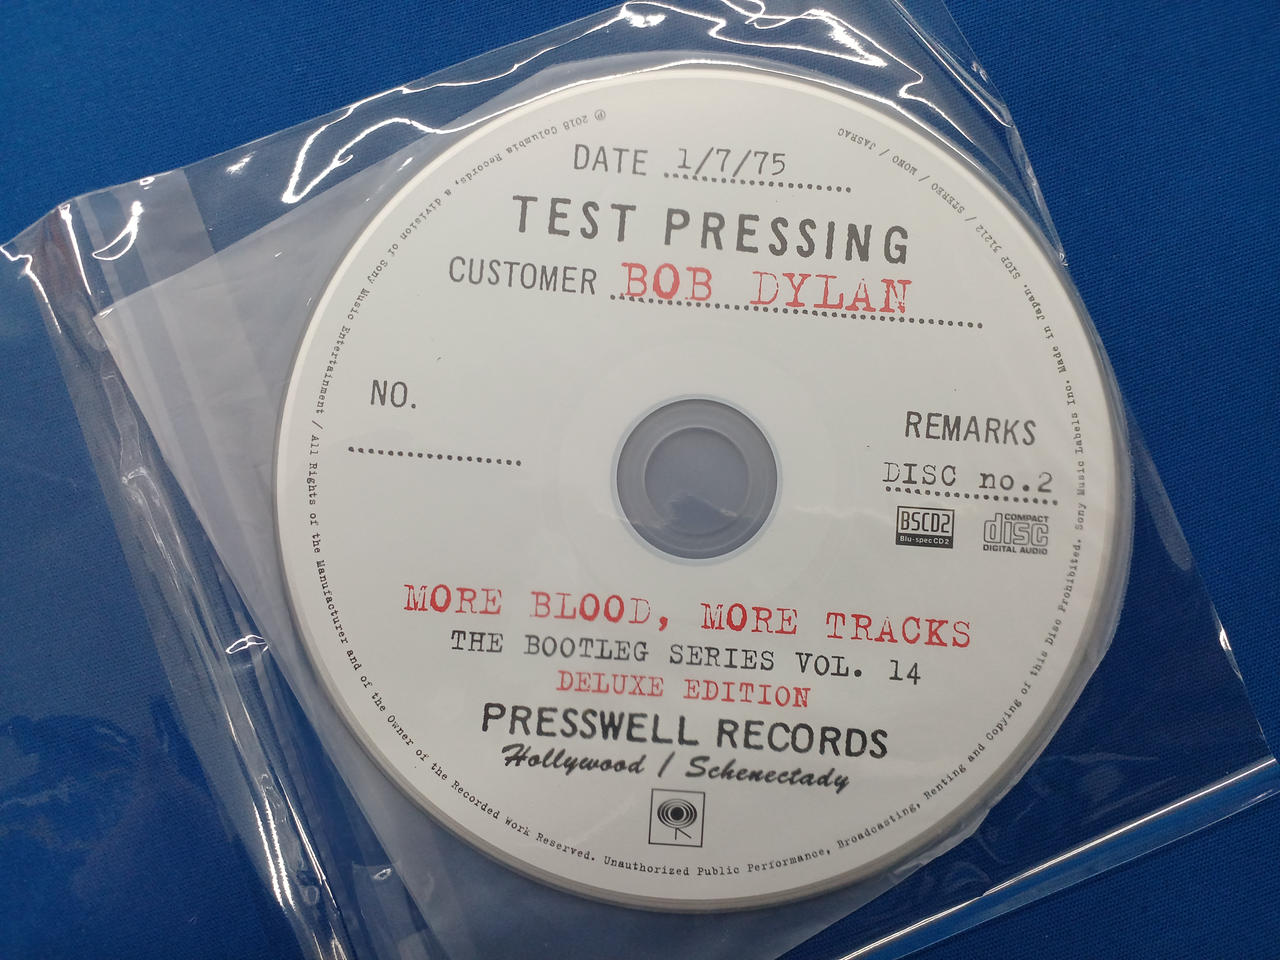 DATE 1/7/75
TEST PRESSING
CUSTOMER BOB DYLAN
NO.
REMARKS
DISC no.2
BSCD2
Blu-specCD2
COMPACT
disc
DIGITAL AUDIO
MORE BLOOD, MORE TRACKS
THE BOOTLEG SERIES VOL. 14
DELUXE EDITION
PRESSWELL RECORDS
Hollywood / Schenectady
℗ 2018 Columbia Records, a division of Sony Music Entertainment / All Rights of the Manufacturer and of the Owner of the Recorded Work Reserved. Unauthorized Public Performance, Broadcasting, Renting and Copying of this Disc Prohibited. Sony Music Labels Inc. Made in Japan. SICP 31212 / STEREO / MONO / JASRAC